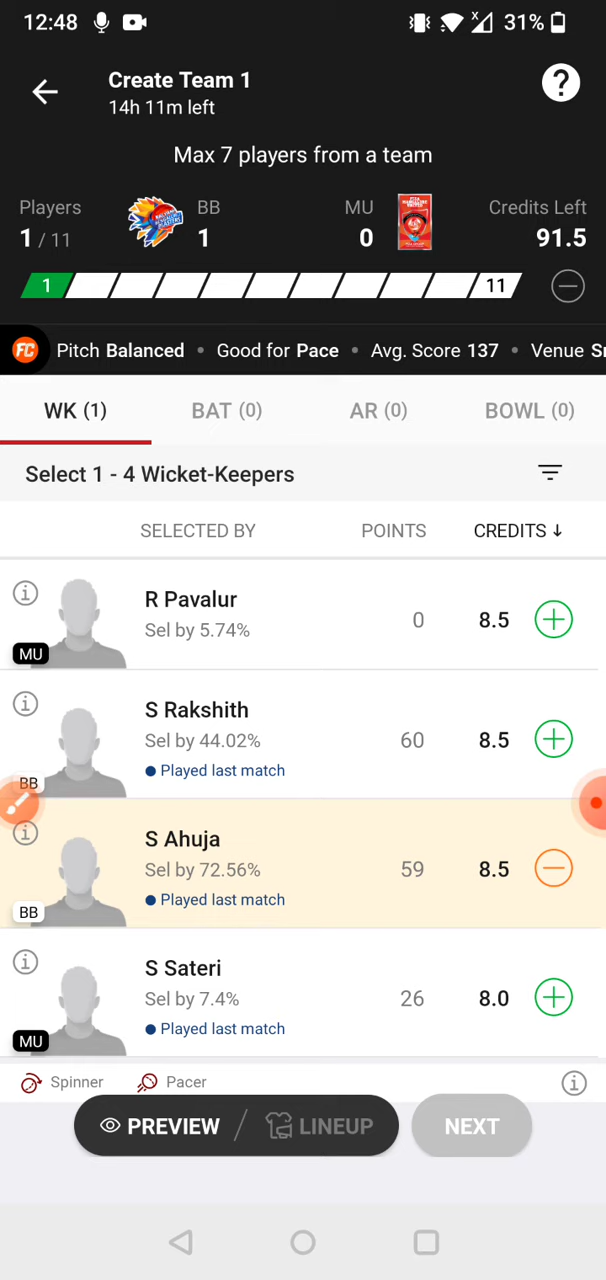 12:48
31%
Create Team 1
14h 11m left
?
Max 7 players from a team
Players BB MU Credits Left
1 / 11 1 0 91.5
1 11
FC Pitch Balanced • Good for Pace • Avg. Score 137 • Venue
WK (1) BAT (0) AR (0) BOWL (0)
Select 1 - 4 Wicket-Keepers
SELECTED BY POINTS CREDITS ↓
R Pavalur
Sel by 5.74% 0 8.5
MU
S Rakshith
Sel by 44.02% 60 8.5
Played last match
BB
S Ahuja
Sel by 72.56% 59 8.5
Played last match
BB
S Sateri
Sel by 7.4% 26 8.0
Played last match
MU
Spinner Pacer
PREVIEW / LINEUP NEXT